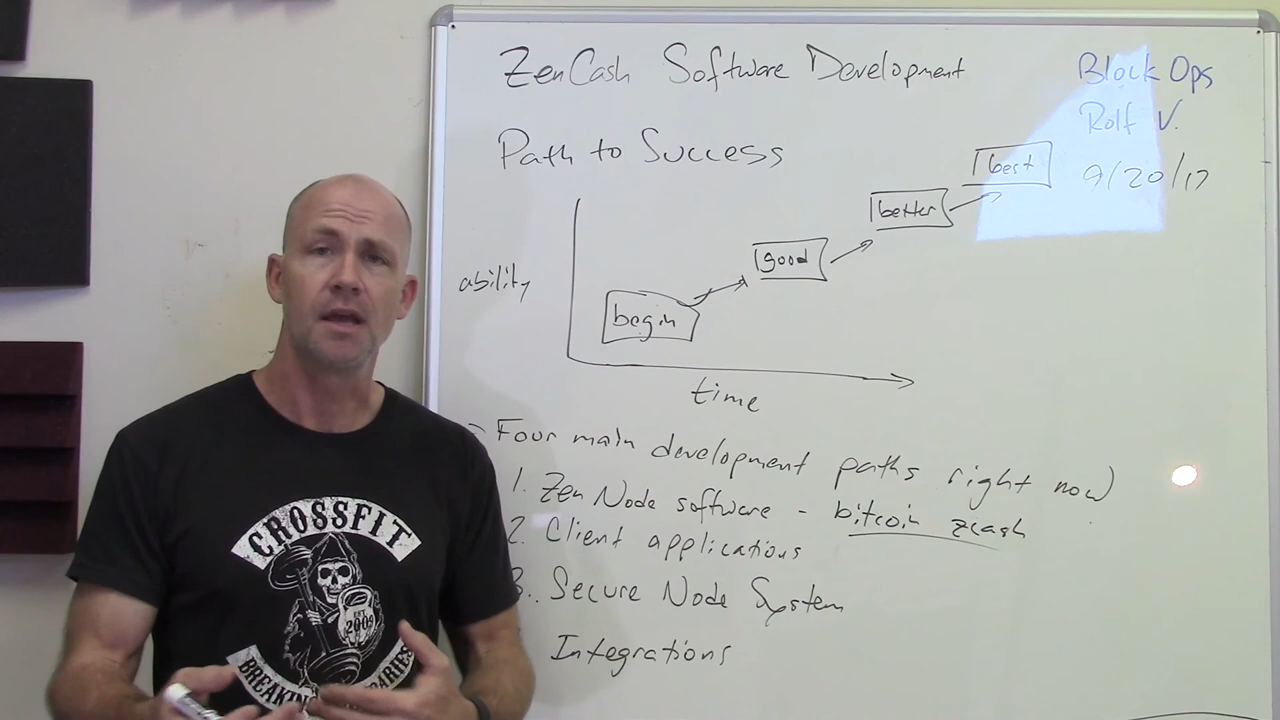 ZenCash Software Development
Block Ops
Rolf V.
9/20/17
Path to Success
ability
begin
good
better
best
time
Four main development paths right now
1. Zen Node software - bitcoin zcash
2. Client applications
3. Secure Node System
Integrations
CROSSFIT
EST
2009